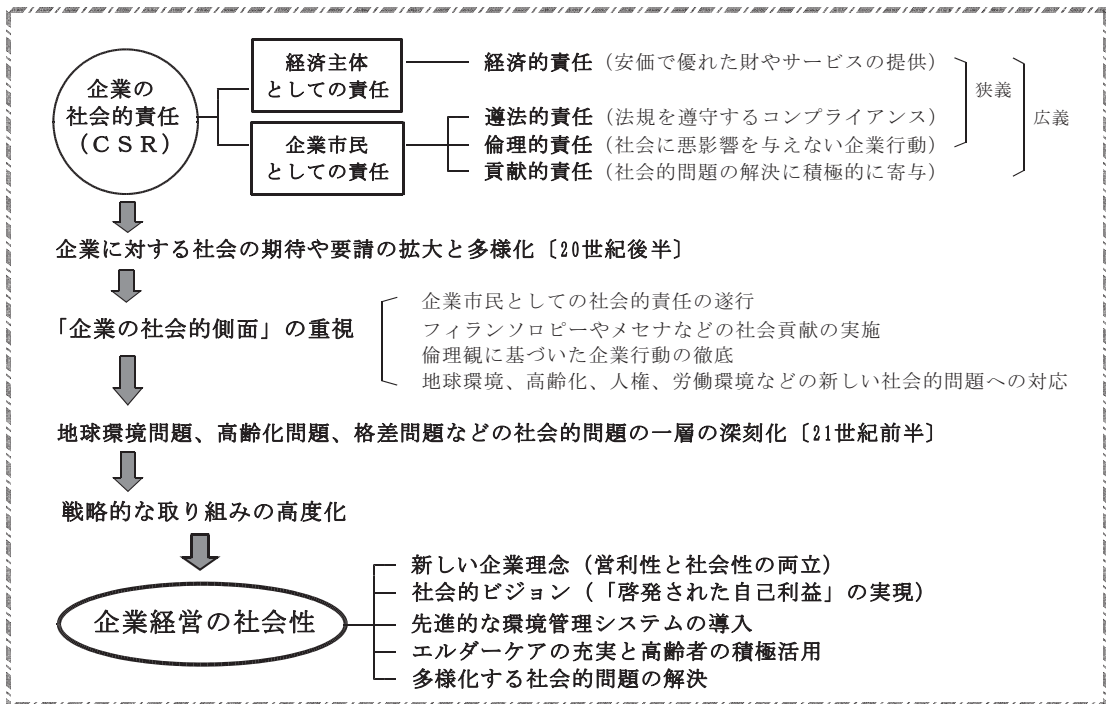 企業の
社会的責任
（ＣＳＲ）
経済主体
としての責任
経済的責任（安価で優れた財やサービスの提供）
企業市民
としての責任
遵法的責任（法規を遵守するコンプライアンス）
倫理的責任（社会に悪影響を与えない企業行動）
貢献的責任（社会的問題の解決に積極的に寄与）
狭義
広義
企業に対する社会の期待や要請の拡大と多様化〔20世紀後半〕
「企業の社会的側面」の重視
企業市民としての社会的責任の遂行
フィランソロピーやメセナなどの社会貢献の実施
倫理観に基づいた企業行動の徹底
地球環境、高齢化、人権、労働環境などの新しい社会的問題への対応
地球環境問題、高齢化問題、格差問題などの社会的問題の一層の深刻化〔21世紀前半〕
戦略的な取り組みの高度化
企業経営の社会性
新しい企業理念（営利性と社会性の両立）
社会的ビジョン（「啓発された自己利益」の実現）
先進的な環境管理システムの導入
エルダーケアの充実と高齢者の積極活用
多様化する社会的問題の解決